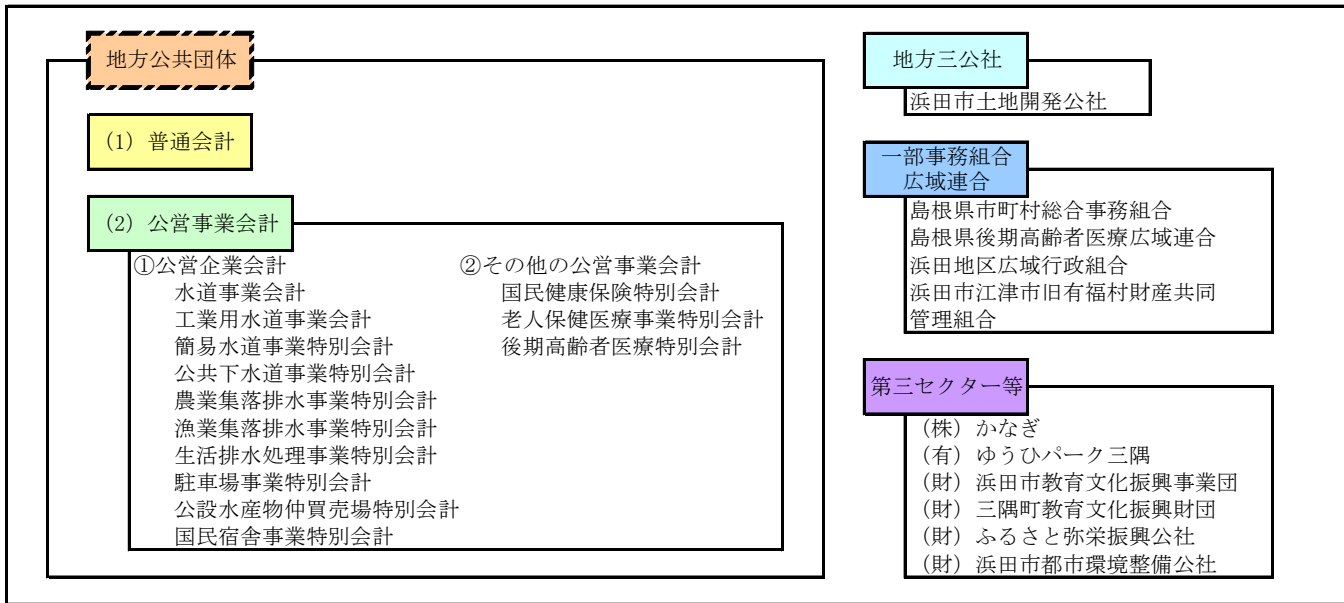 地方公共団体
(1) 普通会計
(2) 公営事業会計
①公営企業会計
水道事業会計
工業用水道事業会計
簡易水道事業特別会計
公共下水道事業特別会計
農業集落排水事業特別会計
漁業集落排水事業特別会計
生活排水処理事業特別会計
駐車場事業特別会計
公設水産物仲買売場特別会計
国民宿舎事業特別会計
②その他の公営事業会計
国民健康保険特別会計
老人保健医療事業特別会計
後期高齢者医療特別会計
地方三公社
浜田市土地開発公社
一部事務組合
広域連合
島根県市町村総合事務組合
島根県後期高齢者医療広域連合
浜田地区広域行政組合
浜田市江津市旧有福村財産共同
管理組合
第三セクター等
（株）かなぎ
（有）ゆうひパーク三隅
（財）浜田市教育文化振興事業団
（財）三隅町教育文化振興財団
（財）ふるさと弥栄振興公社
（財）浜田市都市環境整備公社